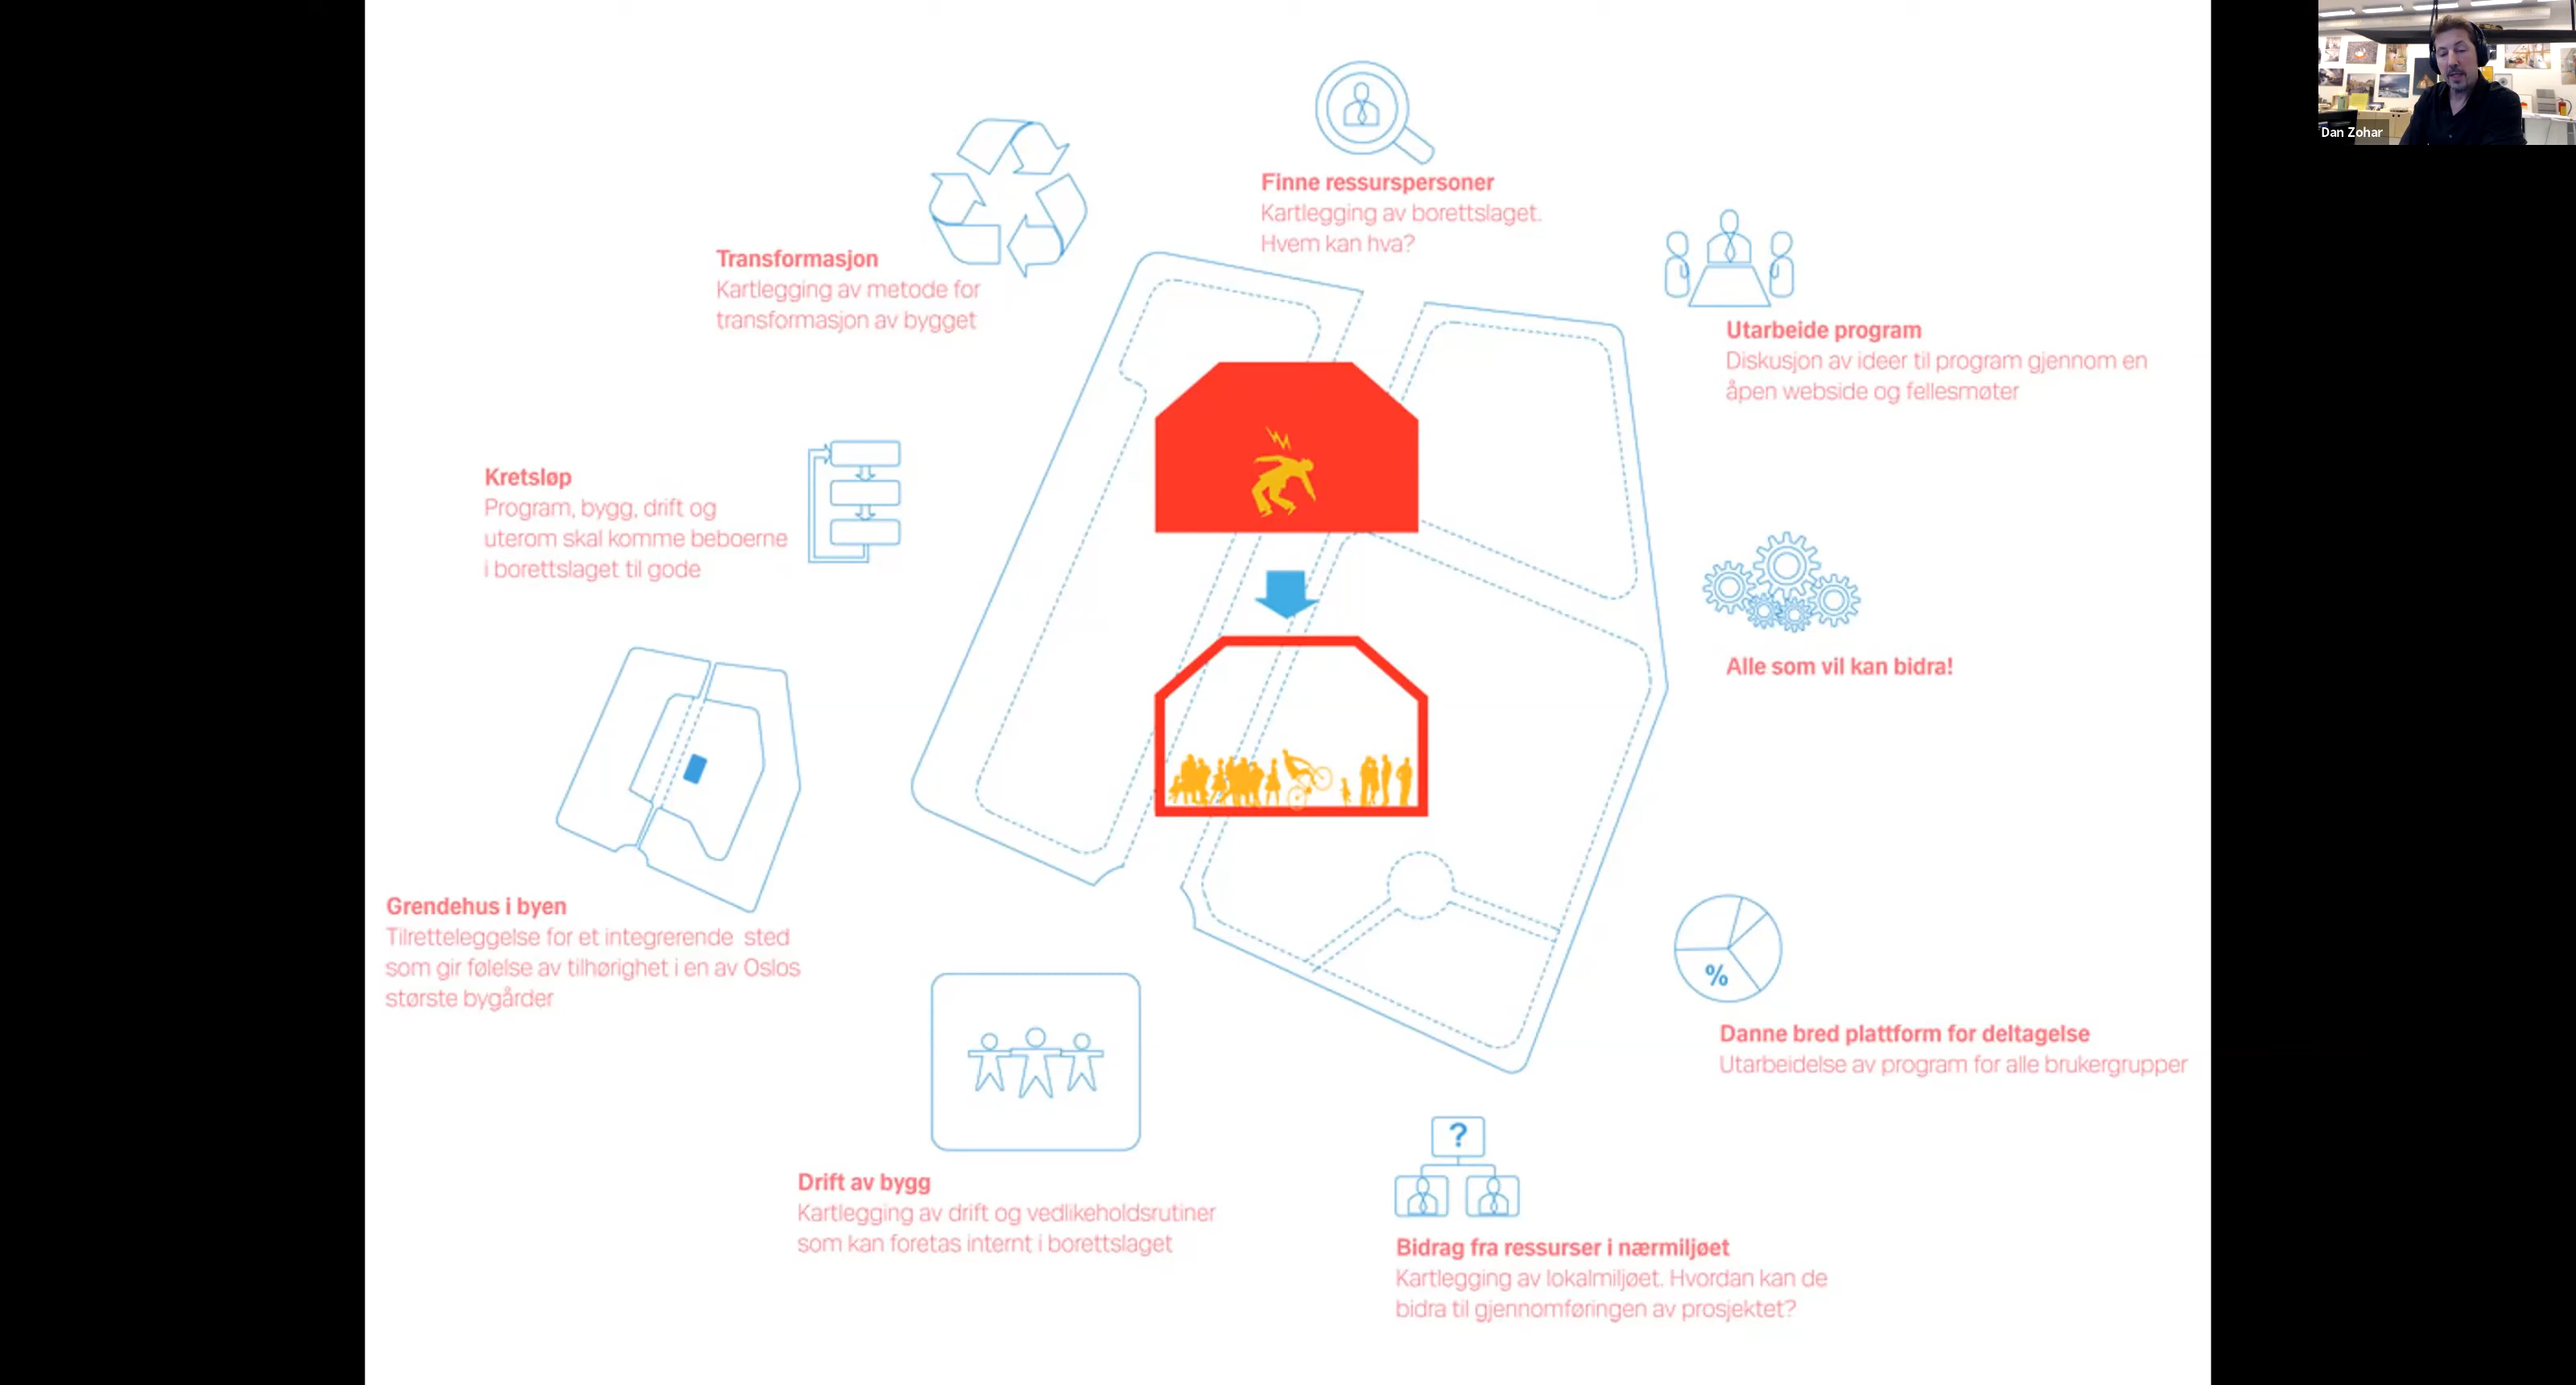 Dan Zohar
Finne ressurspersoner
Kartlegging av borettslaget.
Hvem kan hva?
Transformasjon
Kartlegging av metode for
transformasjon av bygget
Utarbeide program
Diskusjon av ideer til program gjennom en
åpen webside og fellesmøter
Kretsløp
Program, bygg, drift og
uterom skal komme beboerne
i borettslaget til gode
Alle som vil kan bidra!
Grendehus i byen
Tilretteleggelse for et integrerende sted
som gir følelse av tilhørighet i en av Oslos
største bygårder
%
Danne bred plattform for deltagelse
Utarbeidelse av program for alle brukergrupper
Drift av bygg
Kartlegging av drift og vedlikeholdsrutiner
som kan foretas internt i borettslaget
?
Bidrag fra ressurser i nærmiljøet
Kartlegging av lokalmiljøet. Hvordan kan de
bidra til gjennomføringen av prosjektet?